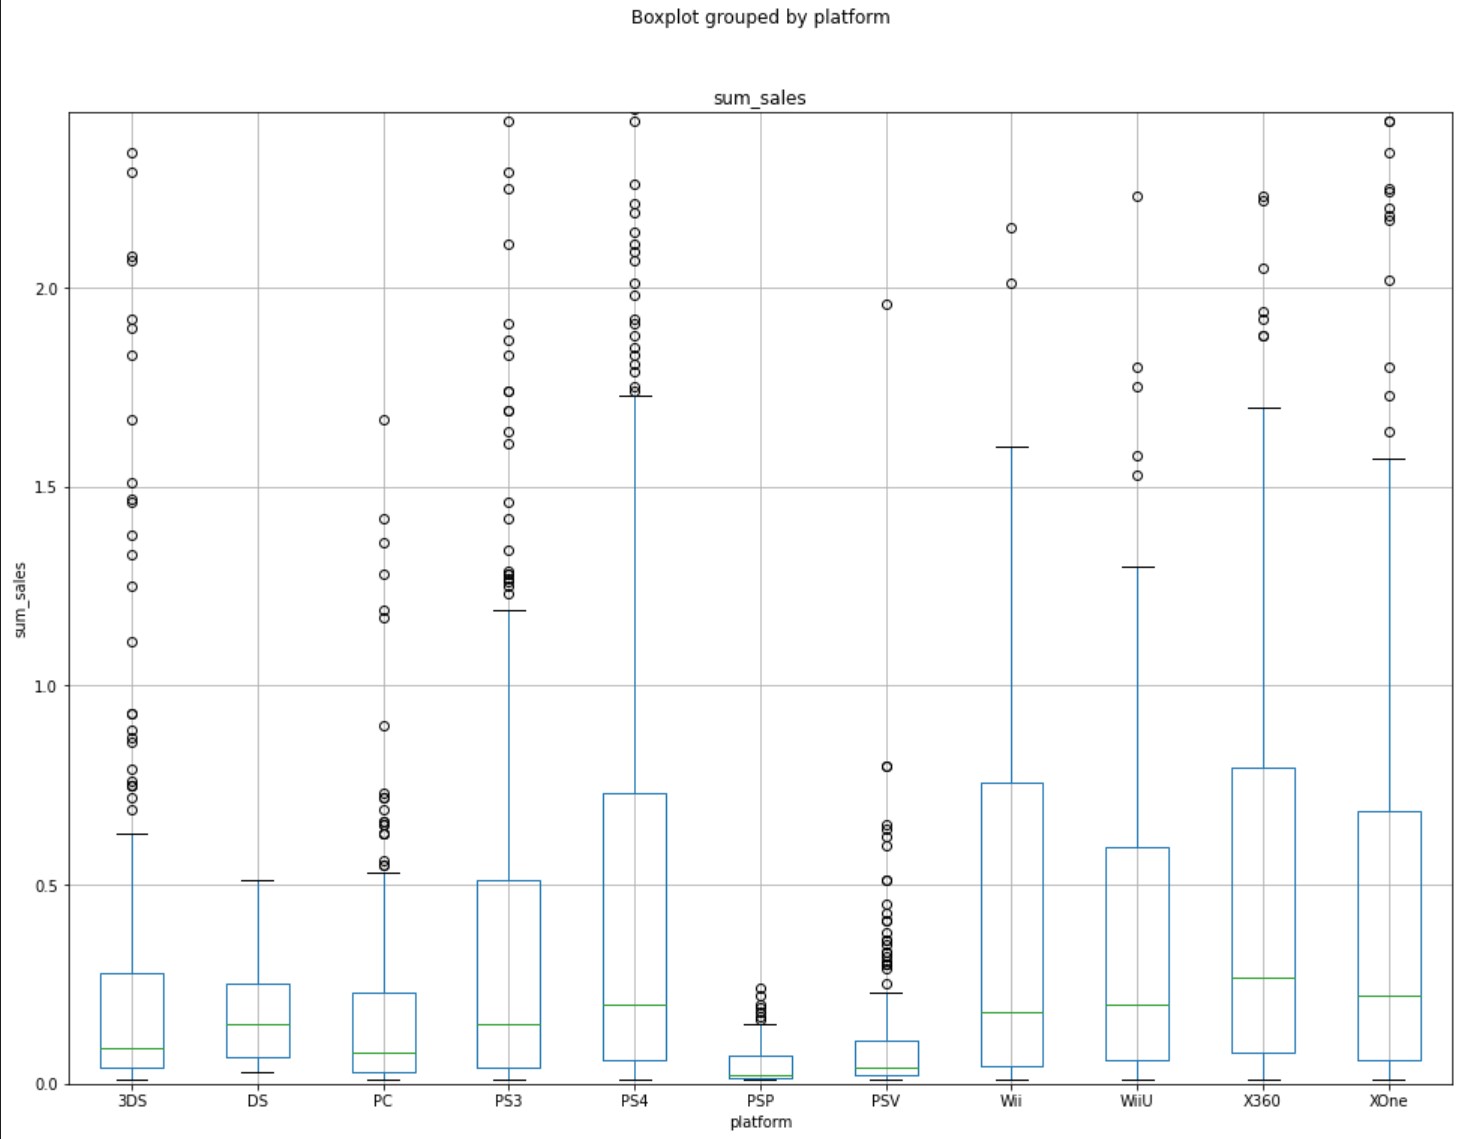 Boxplot grouped by platform
sum_sales
sum_sales
2.0
1.5
1.0
0.5
0.0
3DS DS PC PS3 PS4 PSP PSV Wii WiiU X360 XOne
platform